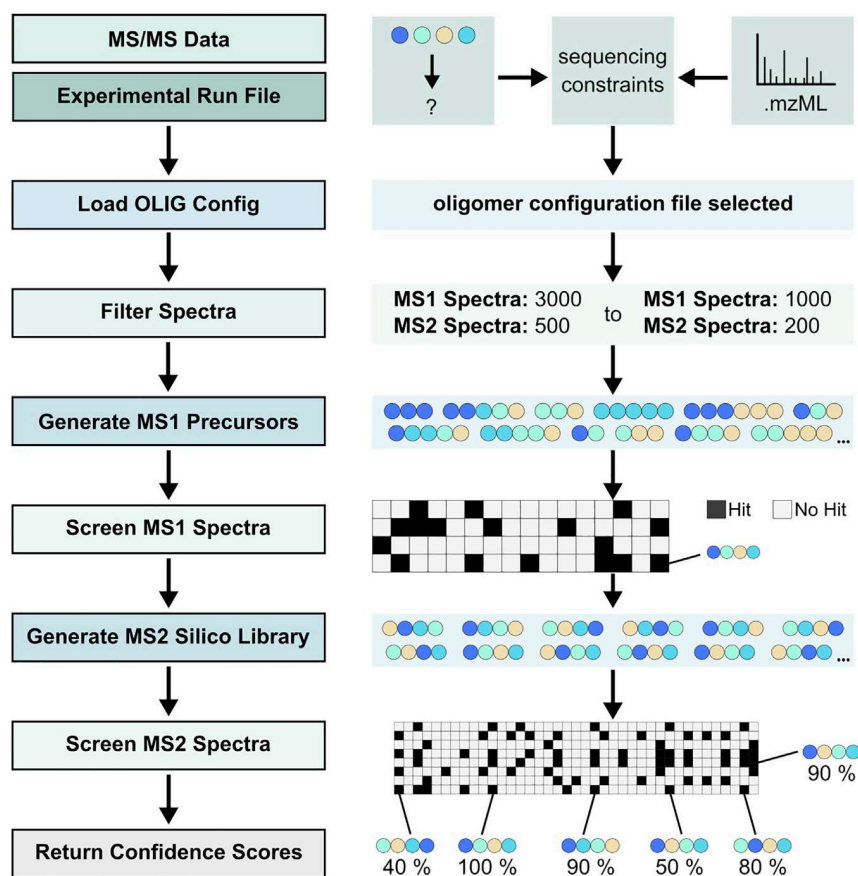 MS/MS Data
Experimental Run File
?
sequencing
constraints
.mzML
Load OLIG Config
oligomer configuration file selected
Filter Spectra
MS1 Spectra: 3000
MS2 Spectra: 500
to
MS1 Spectra: 1000
MS2 Spectra: 200
Generate MS1 Precursors
...
Screen MS1 Spectra
Hit
No Hit
Generate MS2 Silico Library
...
Screen MS2 Spectra
90 %
Return Confidence Scores
40 %
100 %
90 %
50 %
80 %